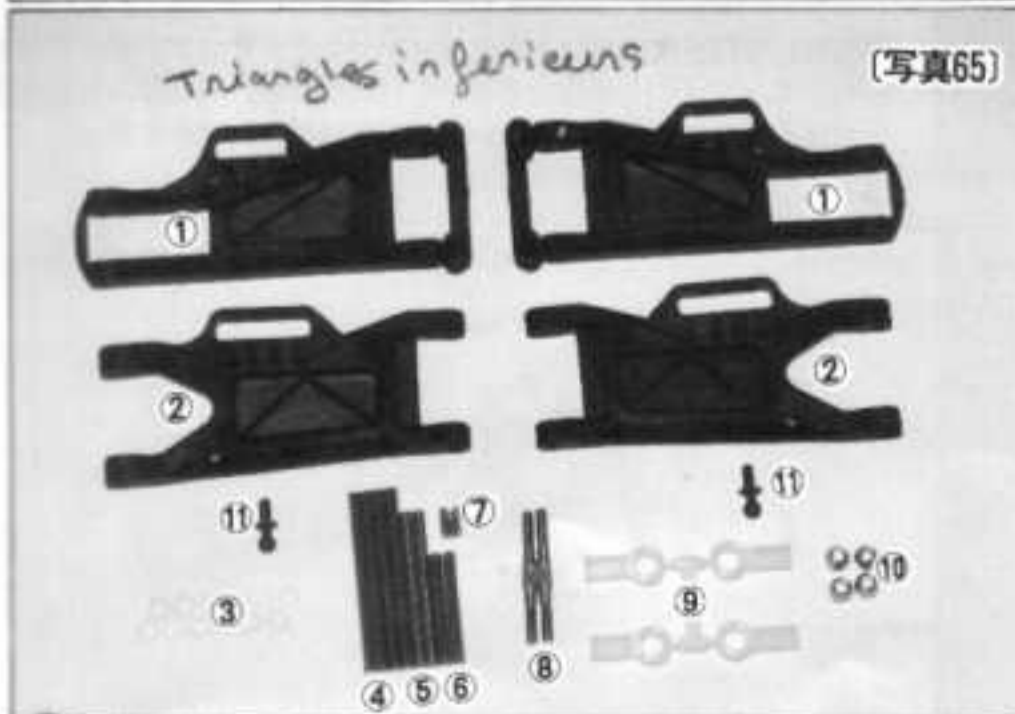 Triangles inferieurs
〔写真65〕
① ①
② ②
⑪ ⑦ ⑪
③ ⑨ ⑩
④ ⑤ ⑥ ⑧